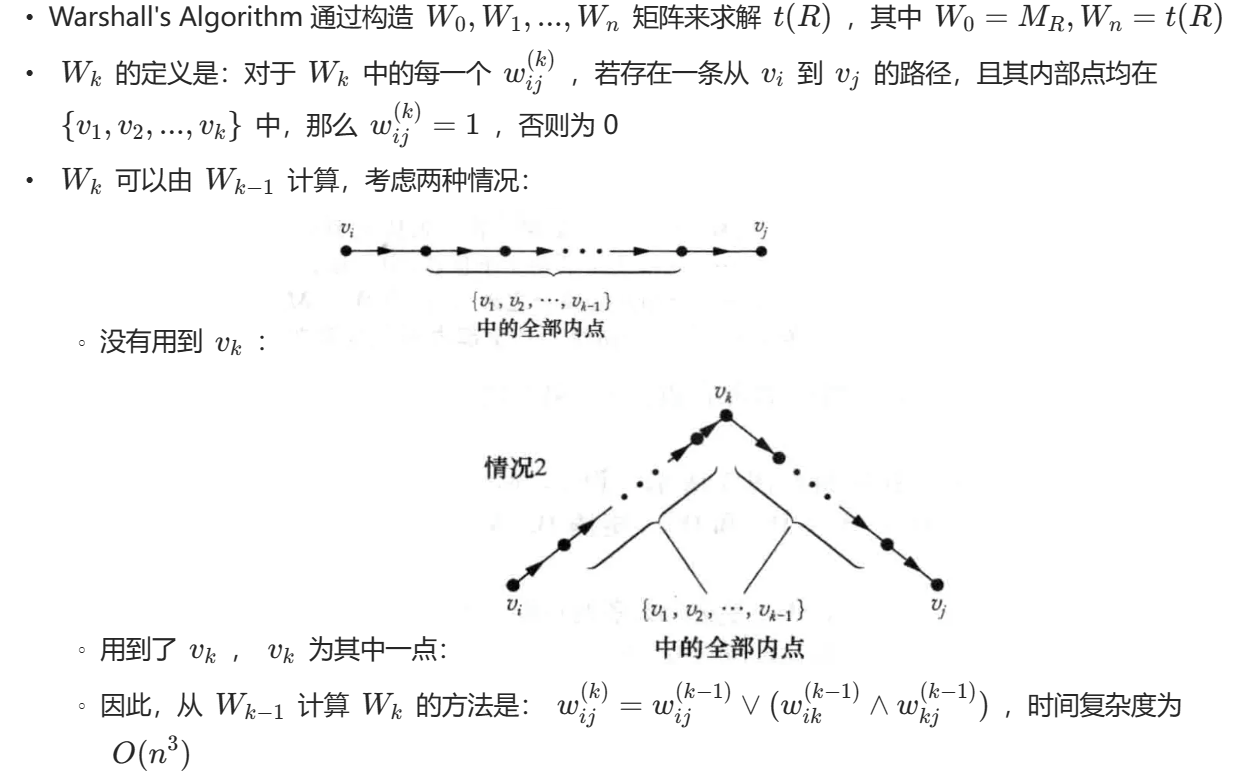 • Warshall's Algorithm 通过构造 $W_0, W_1, ..., W_n$ 矩阵来求解 $t(R)$ ，其中 $W_0 = M_R, W_n = t(R)$
• $W_k$ 的定义是：对于 $W_k$ 中的每一个 $w_{ij}^{(k)}$ ，若存在一条从 $v_i$ 到 $v_j$ 的路径，且其内部点均在
$\{v_1, v_2, ..., v_k\}$ 中，那么 $w_{ij}^{(k)} = 1$ ，否则为 0
• $W_k$ 可以由 $W_{k-1}$ 计算，考虑两种情况：
$v_i$ $v_j$
$\{v_1, v_2, \cdots, v_{k-1}\}$
中的全部内点
◦ 没有用到 $v_k$ ：
$v_k$
情况2
$v_i$ $\{v_1, v_2, \cdots, v_{k-1}\}$ $v_j$
中的全部内点
◦ 用到了 $v_k$ ， $v_k$ 为其中一点：
◦ 因此，从 $W_{k-1}$ 计算 $W_k$ 的方法是： $w_{ij}^{(k)} = w_{ij}^{(k-1)} \vee (w_{ik}^{(k-1)} \wedge w_{kj}^{(k-1)})$ ，时间复杂度为
$O(n^3)$